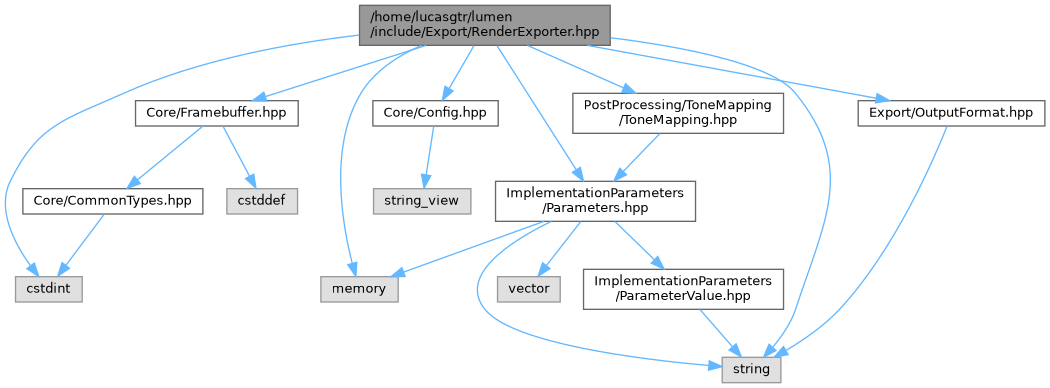 /home/lucasgtr/lumen
/include/Export/RenderExporter.hpp
Core/Framebuffer.hpp
Core/Config.hpp
PostProcessing/ToneMapping
/ToneMapping.hpp
Export/OutputFormat.hpp
Core/CommonTypes.hpp
cstddef
string_view
ImplementationParameters
/Parameters.hpp
cstdint
memory
vector
ImplementationParameters
/ParameterValue.hpp
string